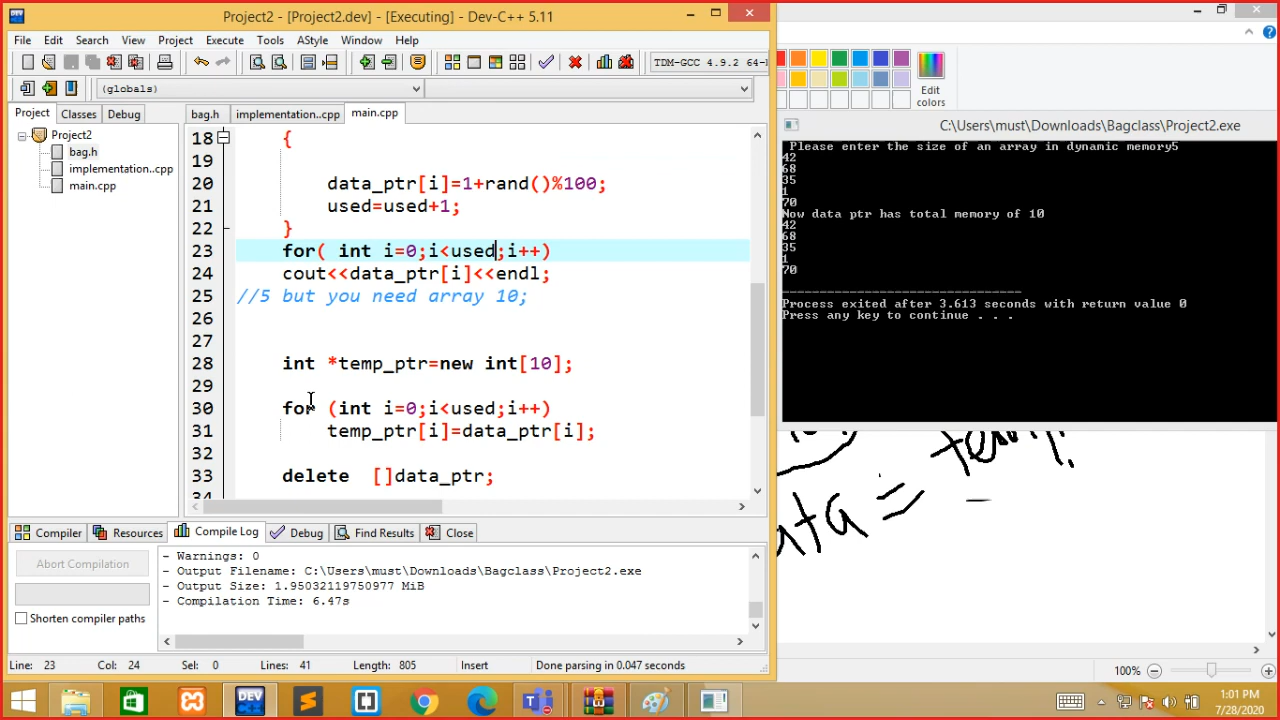 Project2 - [Project2.dev] - [Executing] - Dev-C++ 5.11
File Edit Search View Project Execute Tools AStyle Window Help
TDM-GCC 4.9.2 64-
(globals)
Project Classes Debug
Project2
bag.h
implementation..cpp
main.cpp
bag.h implementation..cpp main.cpp
18 {
19
20 data_ptr[i]=1+rand()%100;
21 used=used+1;
22 }
23 for( int i=0;i<used;i++)
24 cout<<data_ptr[i]<<endl;
25 //5 but you need array 10;
26
27
28 int *temp_ptr=new int[10];
29
30 for (int i=0;i<used;i++)
31 temp_ptr[i]=data_ptr[i];
32
33 delete []data_ptr;
34
Compiler Resources Compile Log Debug Find Results Close
Abort Compilation
Shorten compiler paths
- Warnings: 0
- Output Filename: C:\Users\must\Downloads\Bagclass\Project2.exe
- Output Size: 1.95032119750977 MiB
- Compilation Time: 6.47s
Line: 23 Col: 24 Sel: 0 Lines: 41 Length: 805 Insert Done parsing in 0.047 seconds
Edit
colors
C:\Users\must\Downloads\Bagclass\Project2.exe
Please enter the size of an array in dynamic memory5
42
68
35
1
70
Now data ptr has total memory of 10
42
68
35
1
70
--------------------------------
Process exited after 3.613 seconds with return value 0
Press any key to continue . . .
ata = temp
100%
1:01 PM
7/28/2020